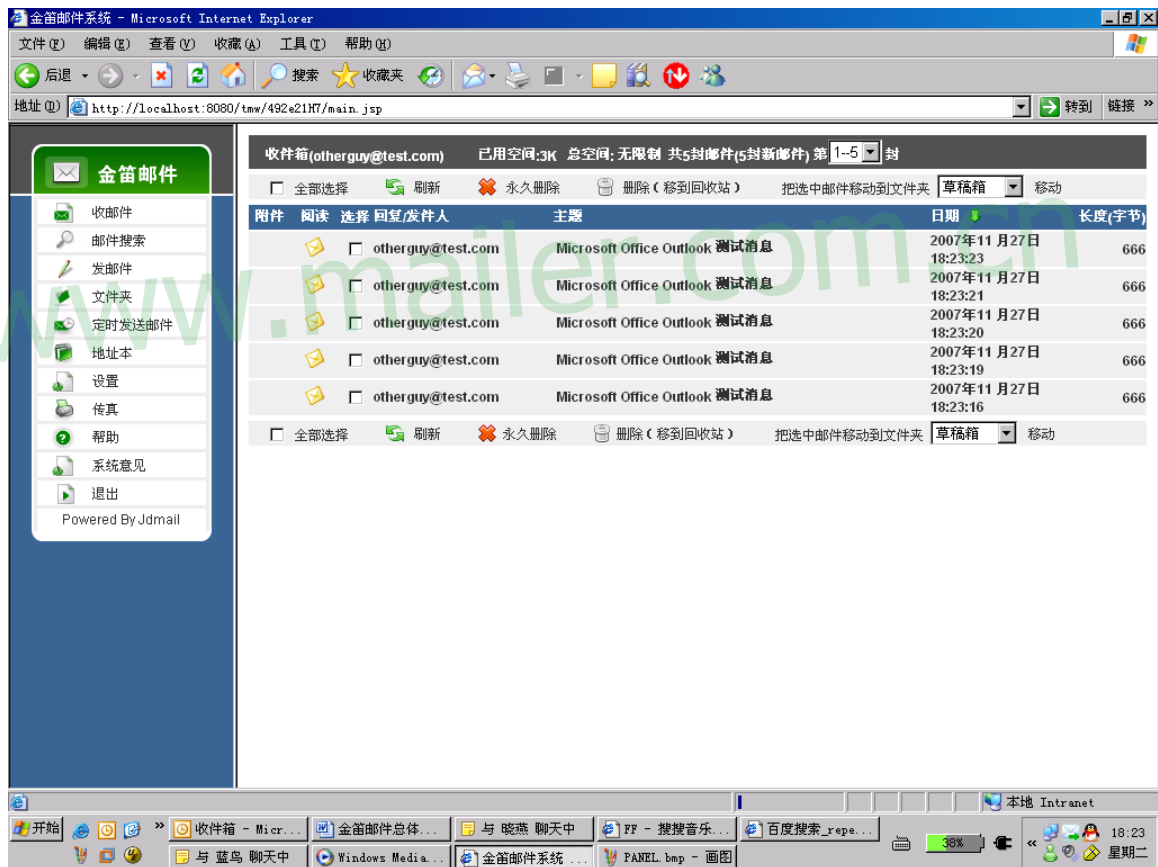 金笛邮件系统 - Microsoft Internet Explorer
文件(F) 编辑(E) 查看(V) 收藏(A) 工具(T) 帮助(H)
后退 搜索 收藏夹
地址(D) http://localhost:8080/tmw/492e21H7/main.jsp 转到 链接 »
金笛邮件
收邮件
邮件搜索
发邮件
文件夹
定时发送邮件
地址本
设置
传真
帮助
系统意见
退出
Powered By Jdmail
收件箱(otherguy@test.com) 已用空间:3K 总空间: 无限制 共5封邮件(5封新邮件) 第 1--5 封
全部选择 刷新 永久删除 删除(移到回收站) 把选中邮件移动到文件夹 草稿箱 移动
附件 阅读 选择 回复/发件人 主题 日期 长度(字节)
otherguy@test.com Microsoft Office Outlook 测试消息 2007年11月27日 18:23:23 666
otherguy@test.com Microsoft Office Outlook 测试消息 2007年11月27日 18:23:21 666
otherguy@test.com Microsoft Office Outlook 测试消息 2007年11月27日 18:23:20 666
otherguy@test.com Microsoft Office Outlook 测试消息 2007年11月27日 18:23:19 666
otherguy@test.com Microsoft Office Outlook 测试消息 2007年11月27日 18:23:16 666
全部选择 刷新 永久删除 删除(移到回收站) 把选中邮件移动到文件夹 草稿箱 移动
www.mailer.com.cn
本地 Intranet
开始 » 收件箱 - Micr... 金笛邮件总体... 与 晓燕 聊天中 FF - 搜搜音乐... 百度搜索_repe... 38% « 18:23
与 蓝鸟 聊天中 Windows Media... 金笛邮件系统 ... PANEL.bmp - 画图 星期二